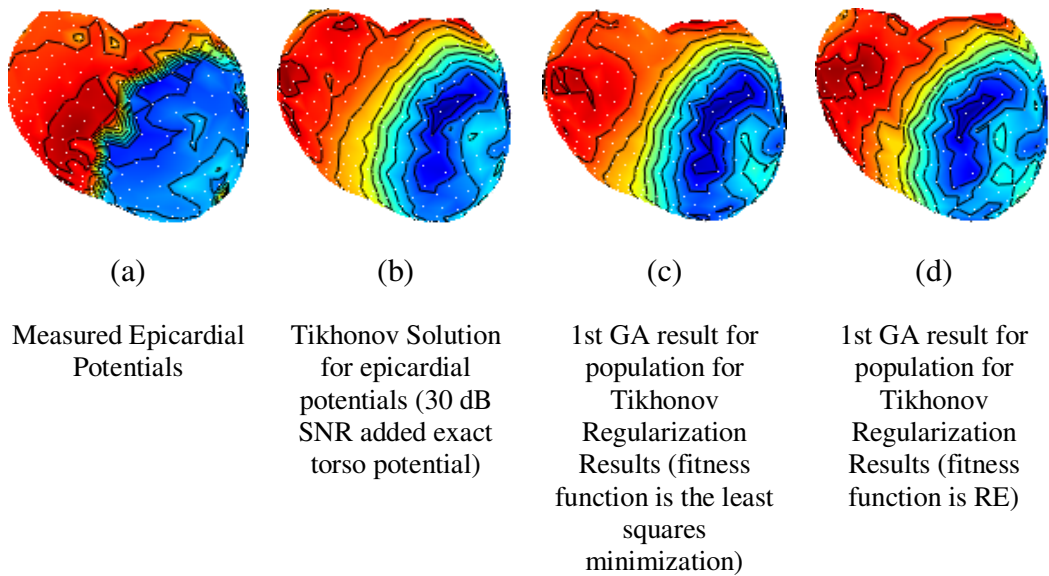 (a)
(b)
(c)
(d)
Measured Epicardial
Potentials
Tikhonov Solution
for epicardial
potentials (30 dB
SNR added exact
torso potential)
1st GA result for
population for
Tikhonov
Regularization
Results (fitness
function is the least
squares
minimization)
1st GA result for
population for
Tikhonov
Regularization
Results (fitness
function is RE)